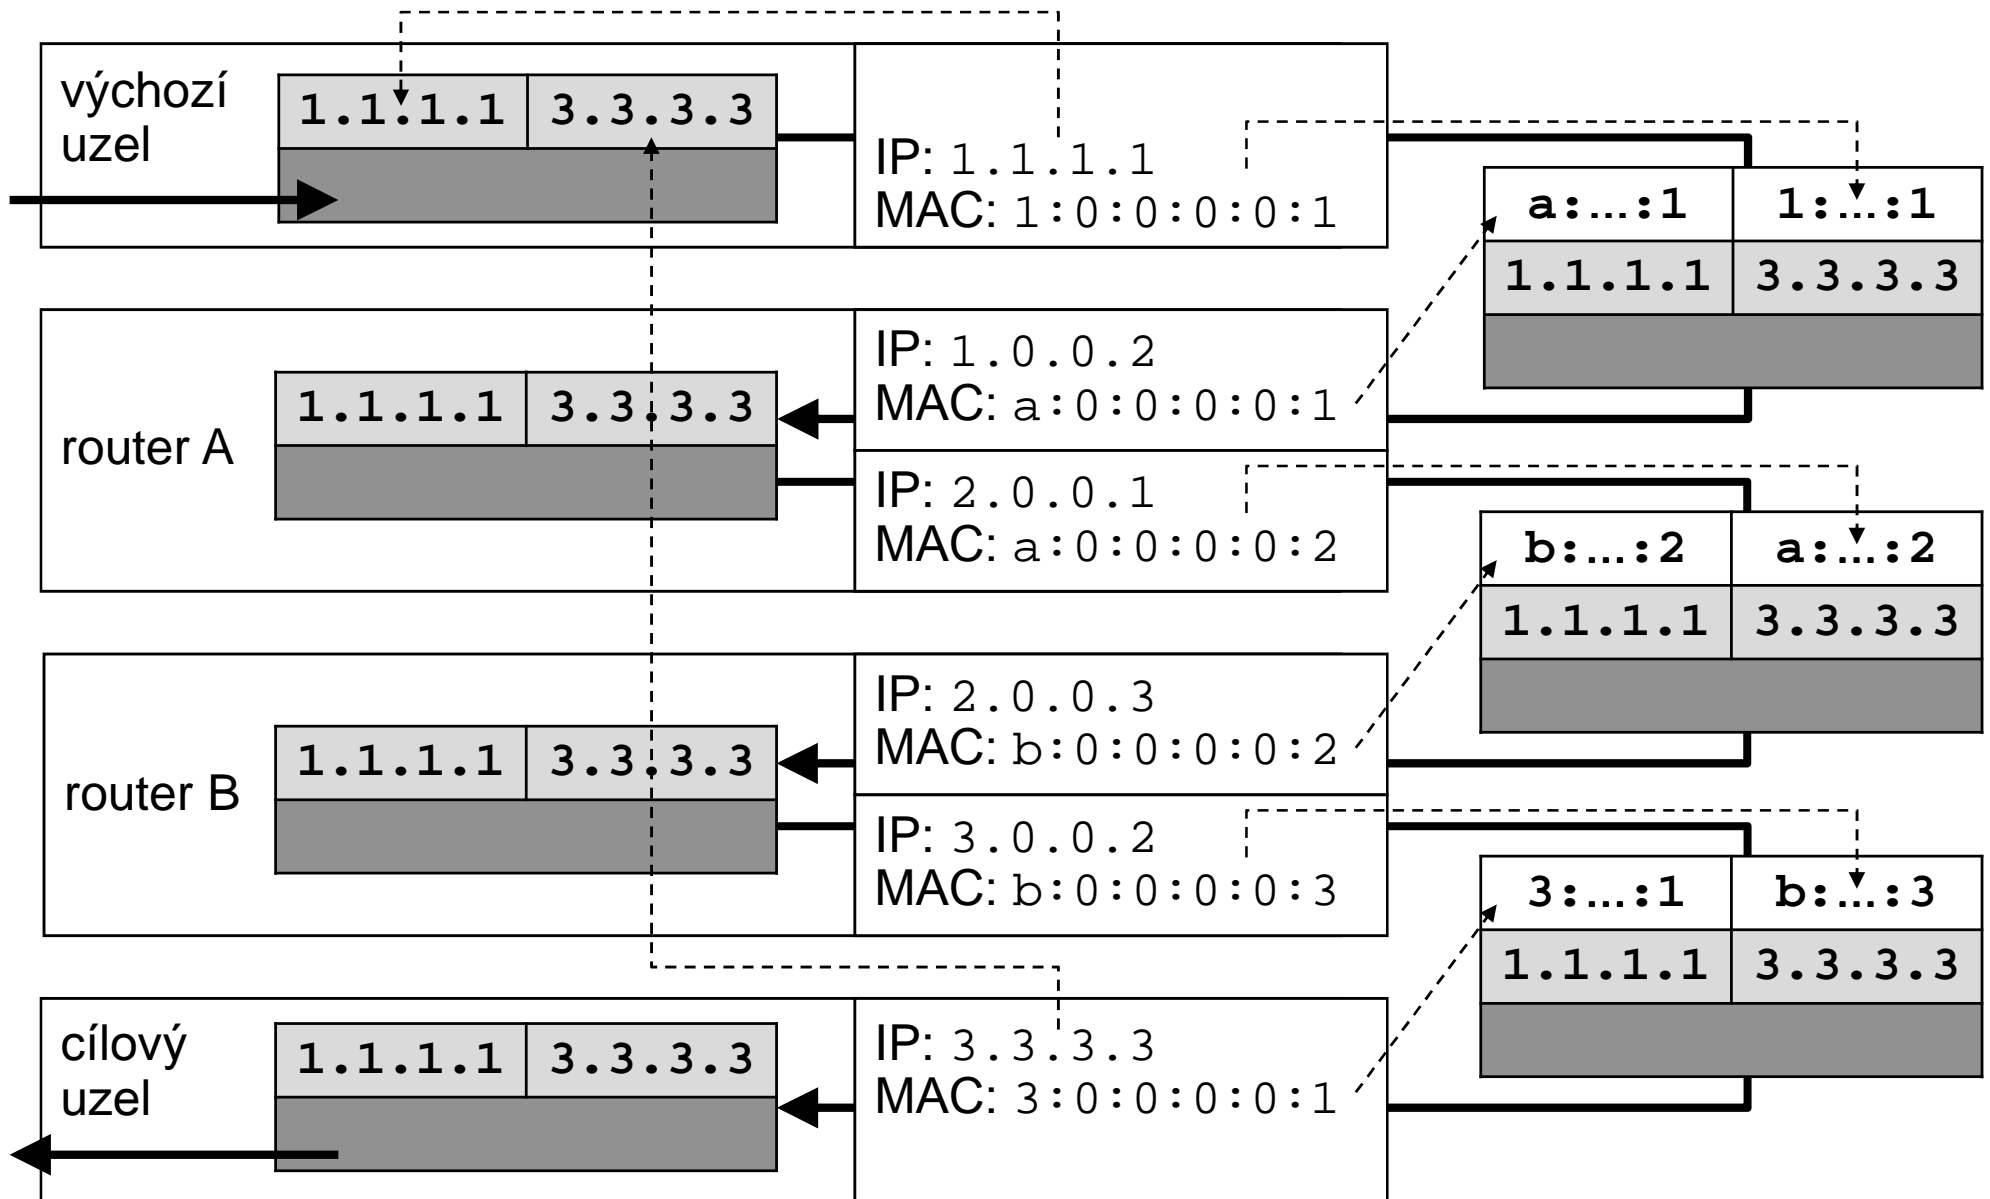 výchozí
uzel
1.1.1.1 3.3.3.3
IP: 1.1.1.1
MAC: 1:0:0:0:0:1
a:…:1 1:…:1
1.1.1.1 3.3.3.3
router A
1.1.1.1 3.3.3.3
IP: 1.0.0.2
MAC: a:0:0:0:0:1
IP: 2.0.0.1
MAC: a:0:0:0:0:2
b:…:2 a:…:2
1.1.1.1 3.3.3.3
router B
1.1.1.1 3.3.3.3
IP: 2.0.0.3
MAC: b:0:0:0:0:2
IP: 3.0.0.2
MAC: b:0:0:0:0:3
3:…:1 b:…:3
1.1.1.1 3.3.3.3
cílový
uzel
1.1.1.1 3.3.3.3
IP: 3.3.3.3
MAC: 3:0:0:0:0:1